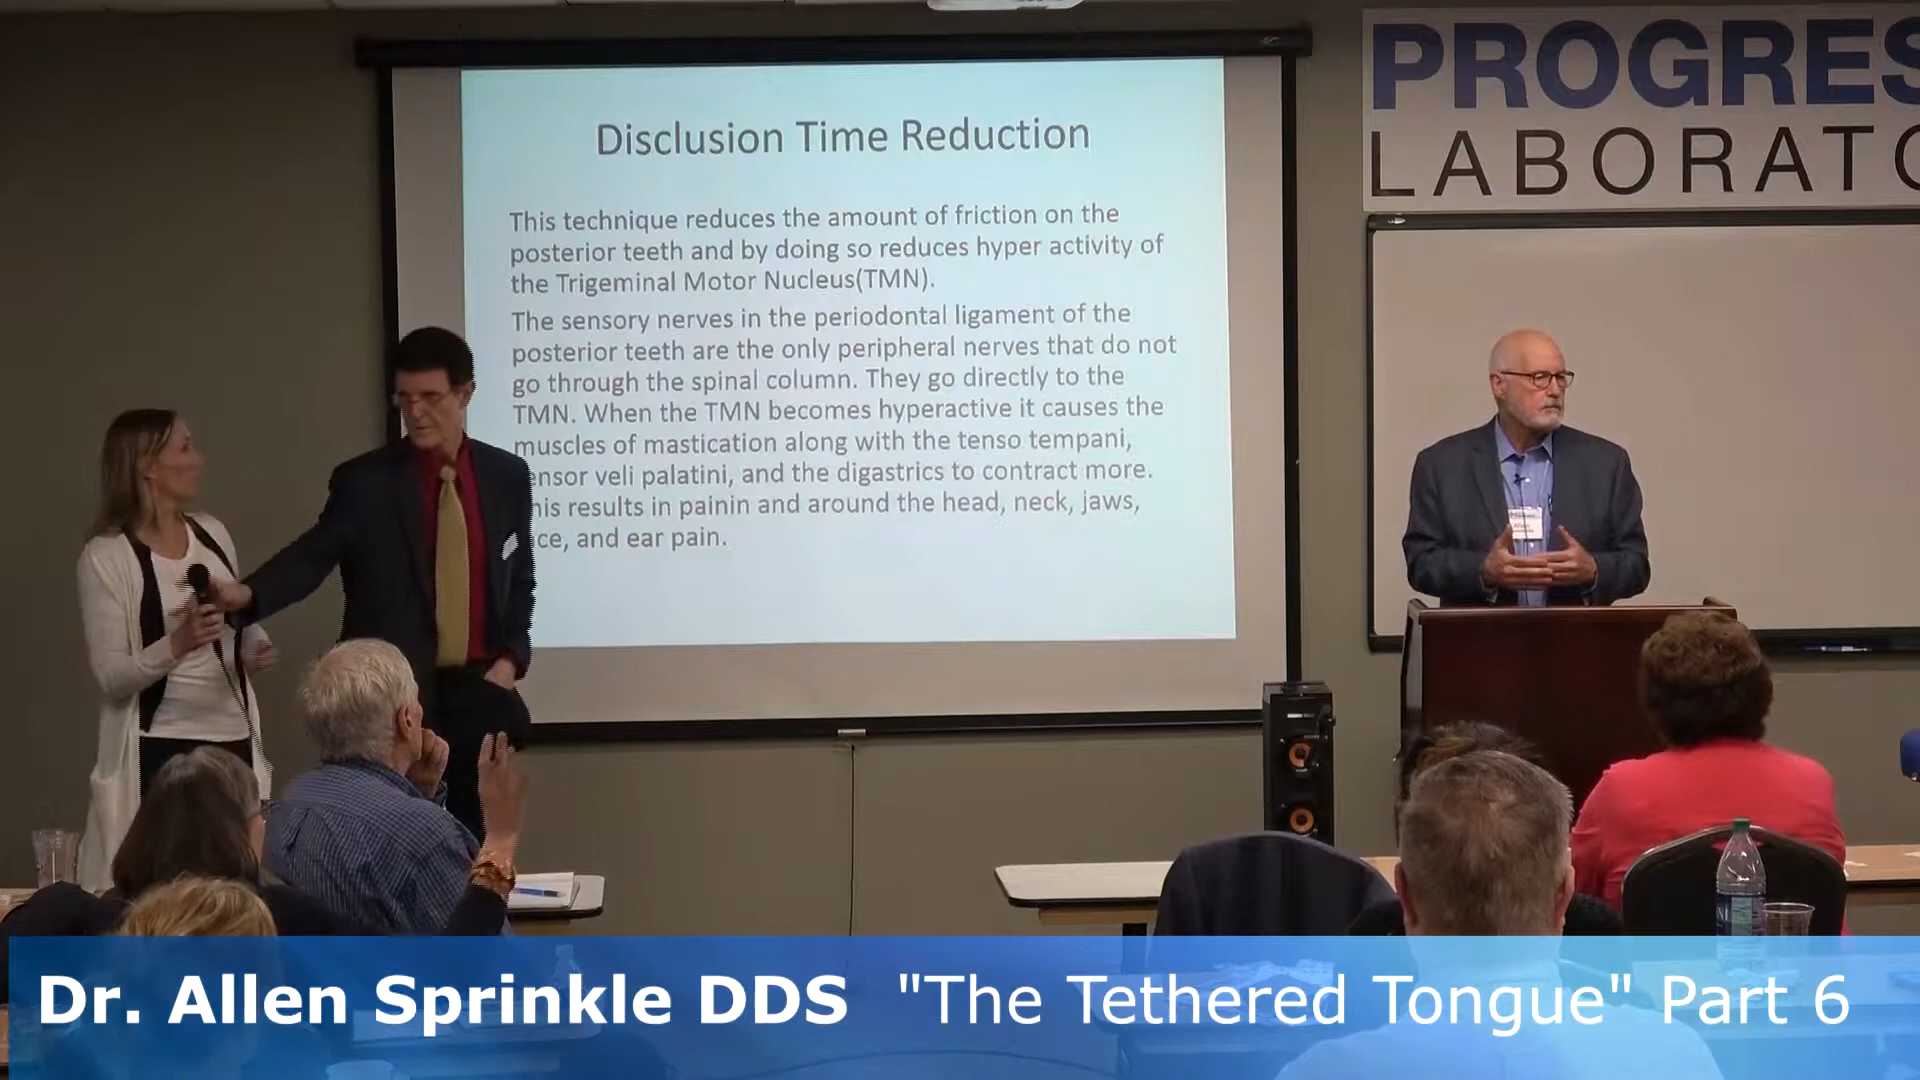 PROGRES
LABORATO
Disclusion Time Reduction
This technique reduces the amount of friction on the
posterior teeth and by doing so reduces hyper activity of
the Trigeminal Motor Nucleus(TMN).
The sensory nerves in the periodontal ligament of the
posterior teeth are the only peripheral nerves that do not
go through the spinal column. They go directly to the
TMN. When the TMN becomes hyperactive it causes the
muscles of mastication along with the tenso tempani,
ensor veli palatini, and the digastrics to contract more.
his results in painin and around the head, neck, jaws,
ce, and ear pain.
Allen
Dr. Allen Sprinkle DDS "The Tethered Tongue" Part 6